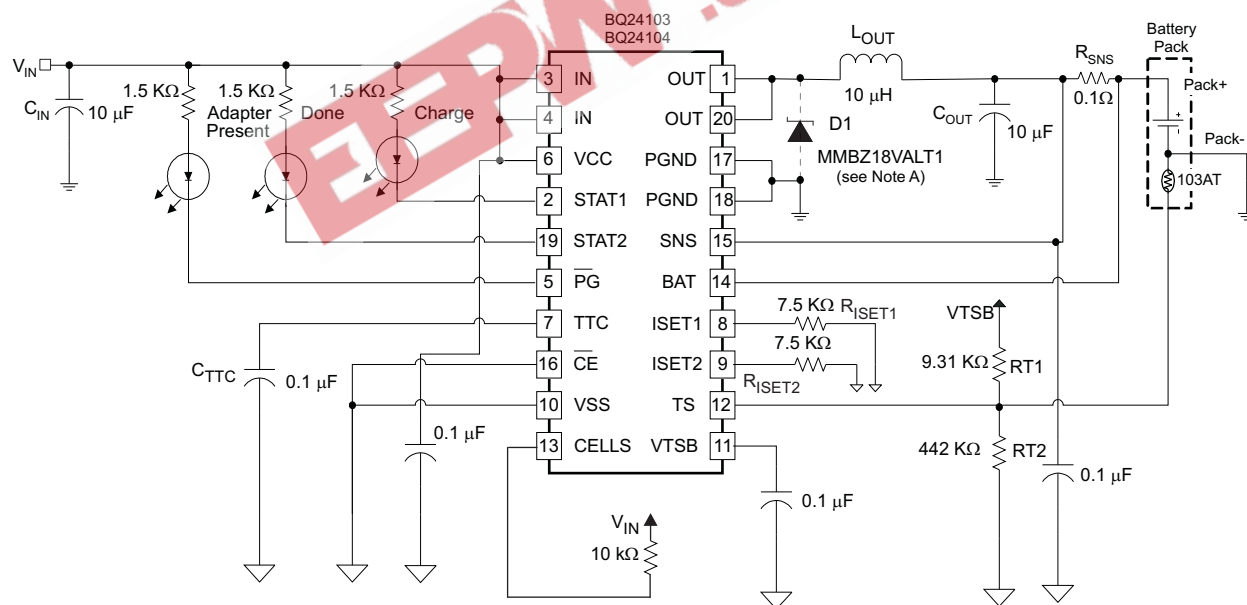 BQ24103
BQ24104
VIN
CIN
10 μF
1.5 KΩ
Adapter
Present
1.5 KΩ
Done
1.5 KΩ
Charge
3 IN
4 IN
6 VCC
2 STAT1
19 STAT2
5 PG
7 TTC
16 CE
10 VSS
13 CELLS
OUT 1
OUT 20
PGND 17
PGND 18
SNS 15
BAT 14
ISET1 8
ISET2 9
TS 12
VTSB 11
LOUT
10 μH
D1
MMBZ18VALT1
(see Note A)
COUT
10 μF
RSNS
0.1Ω
Battery
Pack
Pack+
+
-
Pack-
103AT
7.5 KΩ
RISET1
7.5 KΩ
RISET2
VTSB
9.31 KΩ
RT1
442 KΩ
RT2
0.1 μF
0.1 μF
CTTC
0.1 μF
0.1 μF
VIN
10 kΩ